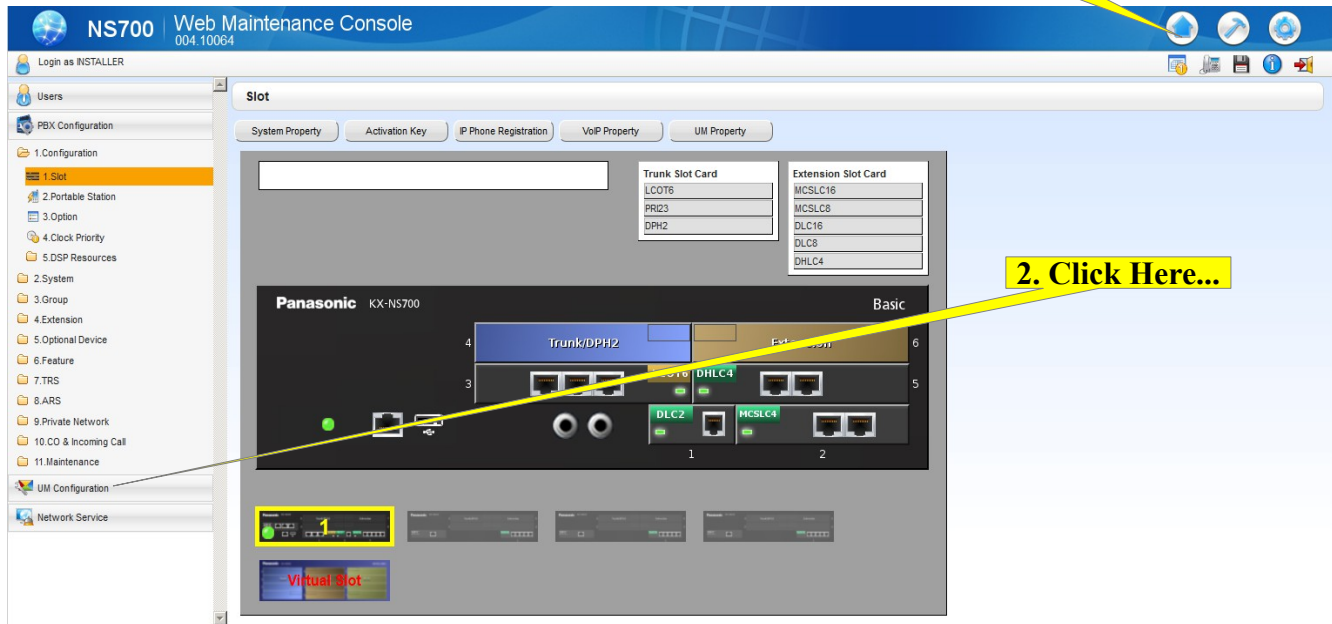 NS700
Web Maintenance Console
004.10064
Login as INSTALLER
Users
PBX Configuration
1.Configuration
1.Slot
2.Portable Station
3.Option
4.Clock Priority
5.DSP Resources
2.System
3.Group
4.Extension
5.Optional Device
6.Feature
7.TRS
8.ARS
9.Private Network
10.CO & Incoming Call
11.Maintenance
UM Configuration
Network Service
Slot
System Property
Activation Key
IP Phone Registration
VoIP Property
UM Property
Trunk Slot Card
LCOT6
PRI23
DPH2
Extension Slot Card
MCSLC16
MCSLC8
DLC16
DLC8
DHLC4
2. Click Here...
Panasonic KX-NS700
Basic
4
Trunk/DPH2
6
3
DHLC4
5
DLC2
MCSLC4
1
2
1
Virtual Slot